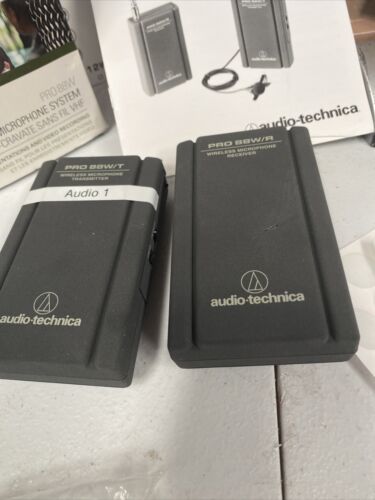 PRO 88W
MICROPHONE SYSTEM
CRAVATE SANS FIL VHF
audio-technica
PRO 88W/T
WIRELESS MICROPHONE
TRANSMITTER
Audio 1
audio-technica
PRO 88W/R
WIRELESS MICROPHONE
RECEIVER
audio-technica